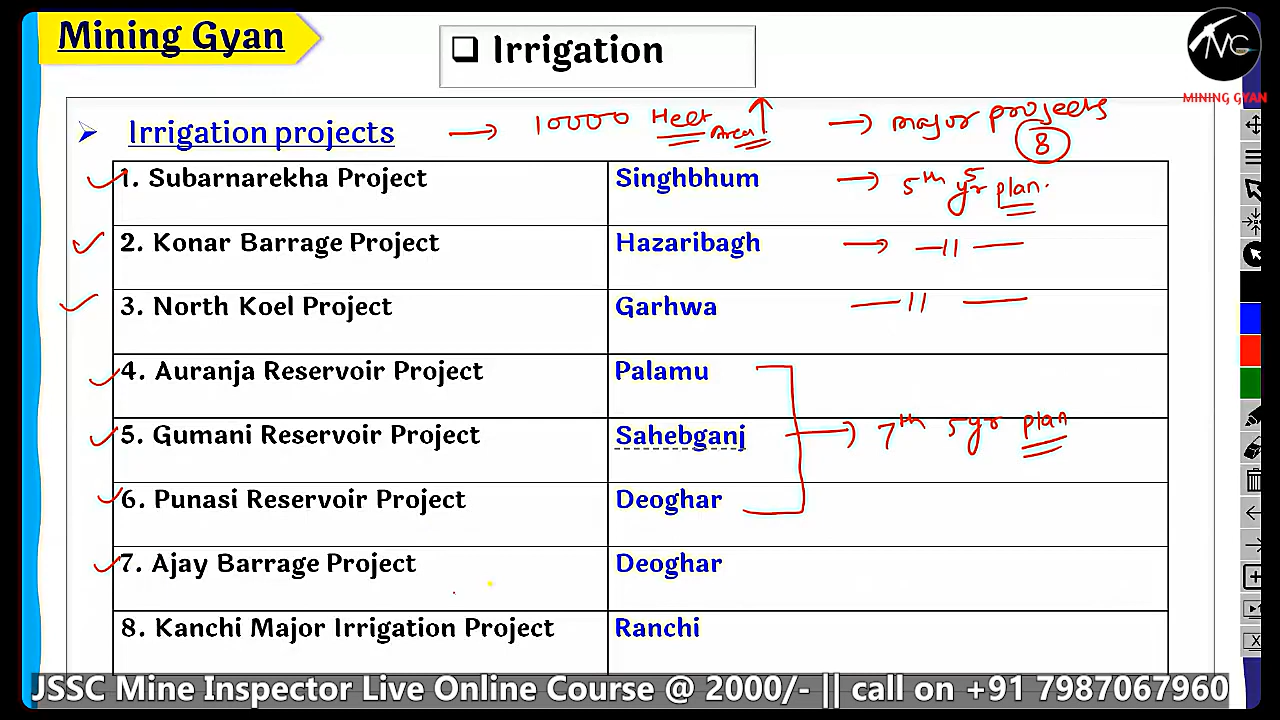 Mining Gyan
Irrigation
MINING GYAN
Irrigation projects → 10000 Hect Area ↑ → major projects
8
1. Subarnarekha Project Singhbhum → 5th 5 yr plan.
2. Konar Barrage Project Hazaribagh → —11—
3. North Koel Project Garhwa —11—
4. Auranja Reservoir Project Palamu
5. Gumani Reservoir Project Sahebganj → 7th 5yr plan
6. Punasi Reservoir Project Deoghar
7. Ajay Barrage Project Deoghar
8. Kanchi Major Irrigation Project Ranchi
JSSC Mine Inspector Live Online Course @ 2000/- || call on +91 7987067960